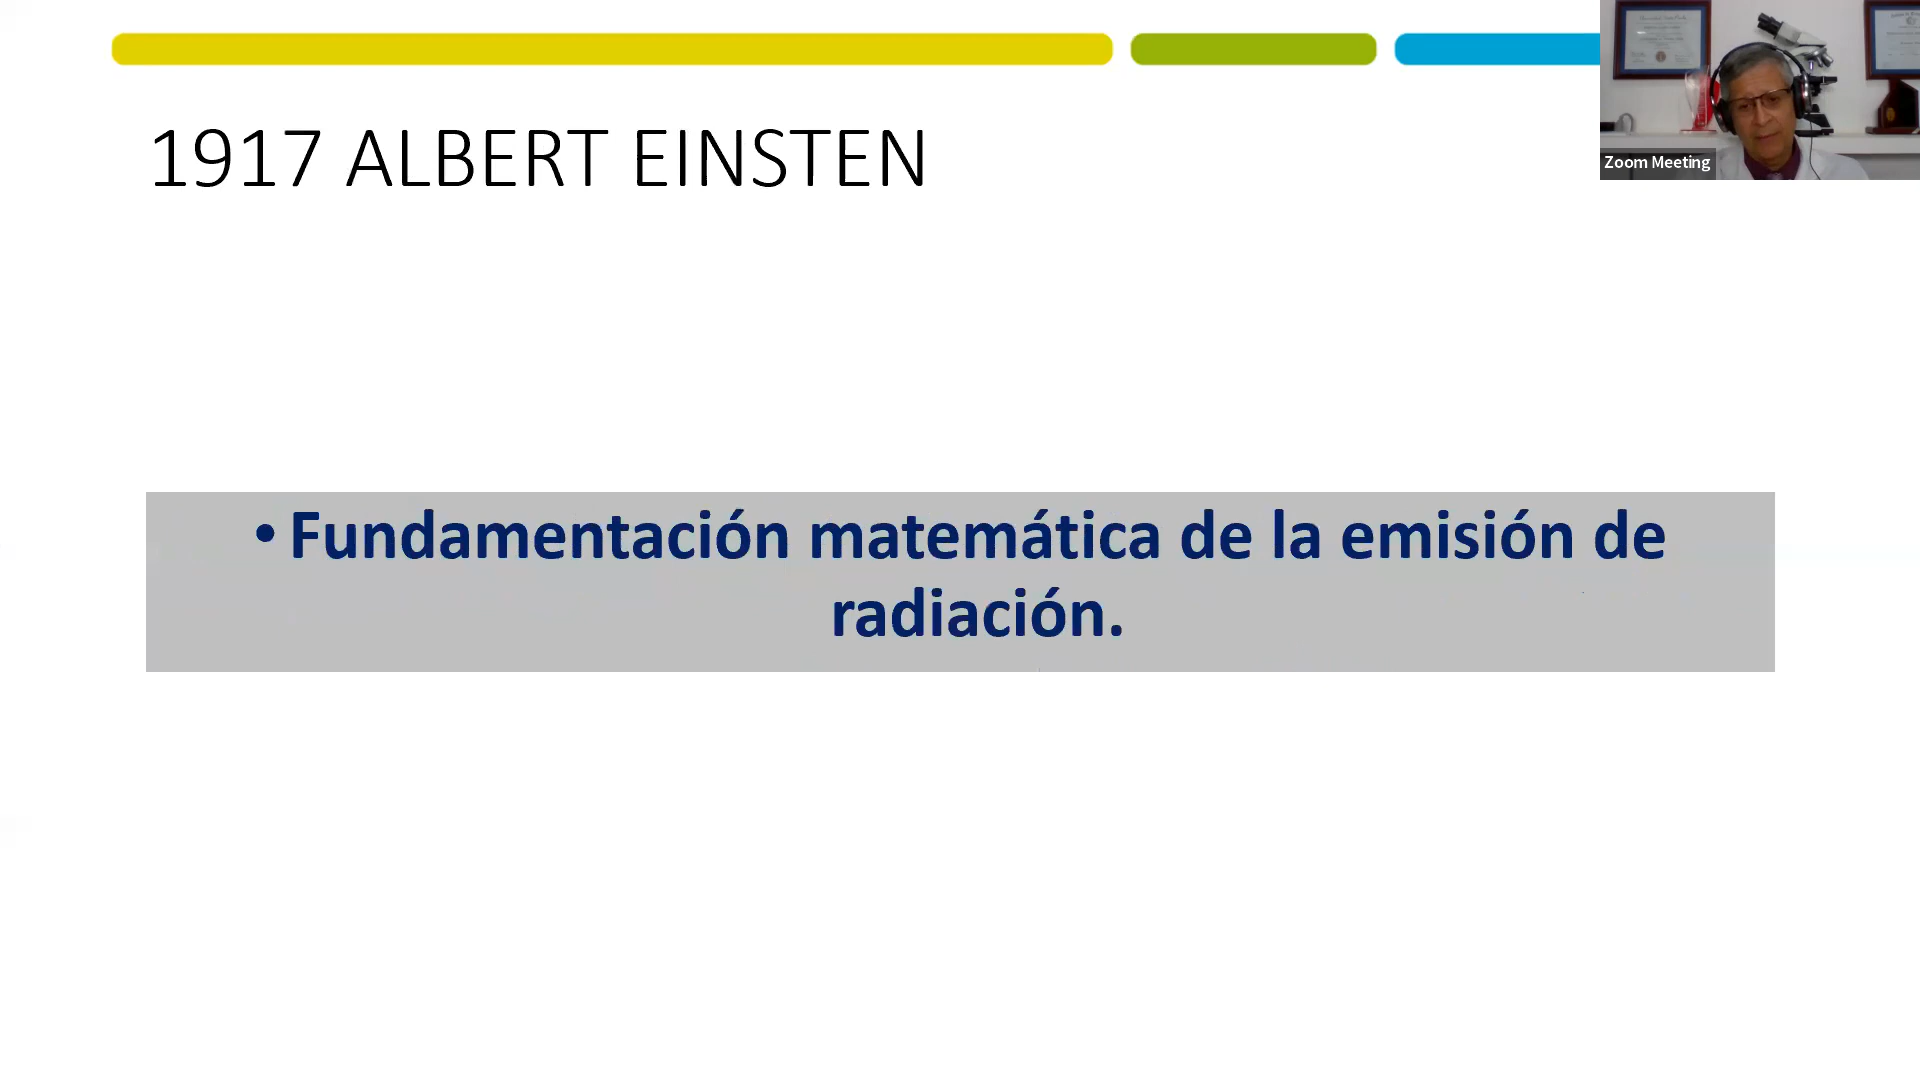 1917 ALBERT EINSTEN
Zoom Meeting
• Fundamentación matemática de la emisión de
radiación.